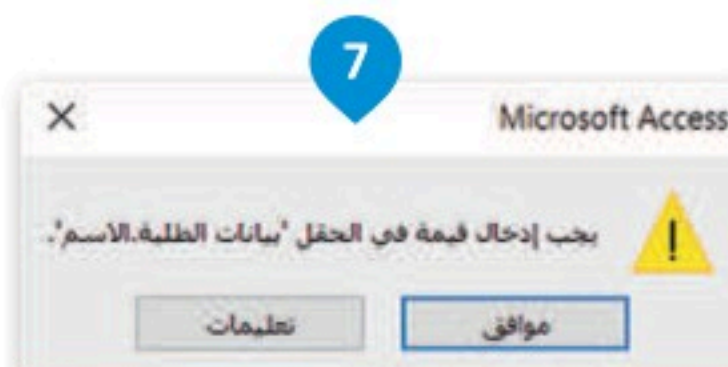 7
Microsoft Access
يجب إدخال قيمة في الحقل "بيانات الطلبة.الاسم".
موافق
تعليمات